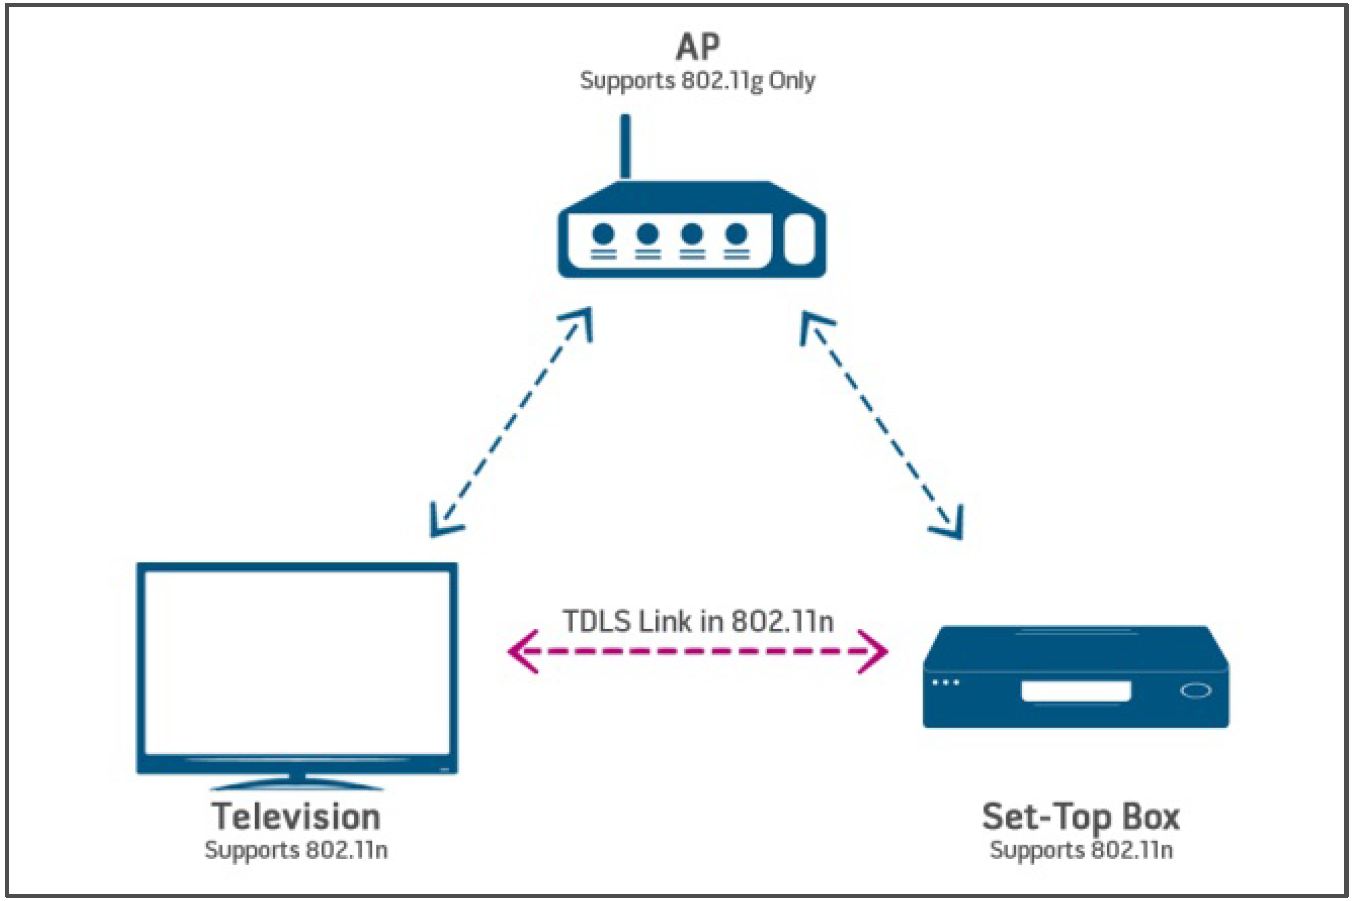 AP
Supports 802.11g Only
TDLS Link in 802.11n
Television
Supports 802.11n
Set-Top Box
Supports 802.11n